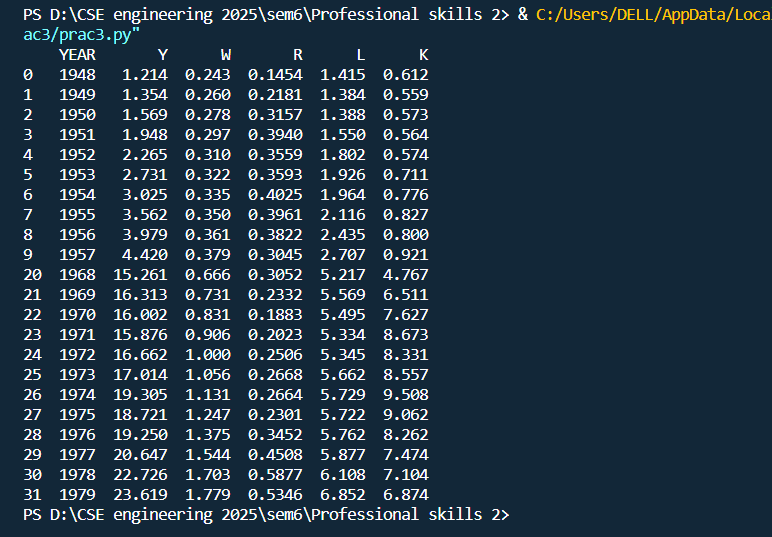 PS D:\CSE engineering 2025\sem6\Professional skills 2> & C:/Users/DELL/AppData/Loca
ac3/prac3.py"
YEAR Y W R L K
0 1948 1.214 0.243 0.1454 1.415 0.612
1 1949 1.354 0.260 0.2181 1.384 0.559
2 1950 1.569 0.278 0.3157 1.388 0.573
3 1951 1.948 0.297 0.3940 1.550 0.564
4 1952 2.265 0.310 0.3559 1.802 0.574
5 1953 2.731 0.322 0.3593 1.926 0.711
6 1954 3.025 0.335 0.4025 1.964 0.776
7 1955 3.562 0.350 0.3961 2.116 0.827
8 1956 3.979 0.361 0.3822 2.435 0.800
9 1957 4.420 0.379 0.3045 2.707 0.921
20 1968 15.261 0.666 0.3052 5.217 4.767
21 1969 16.313 0.731 0.2332 5.569 6.511
22 1970 16.002 0.831 0.1883 5.495 7.627
23 1971 15.876 0.906 0.2023 5.334 8.673
24 1972 16.662 1.000 0.2506 5.345 8.331
25 1973 17.014 1.056 0.2668 5.662 8.557
26 1974 19.305 1.131 0.2664 5.729 9.508
27 1975 18.721 1.247 0.2301 5.722 9.062
28 1976 19.250 1.375 0.3452 5.762 8.262
29 1977 20.647 1.544 0.4508 5.877 7.474
30 1978 22.726 1.703 0.5877 6.108 7.104
31 1979 23.619 1.779 0.5346 6.852 6.874
PS D:\CSE engineering 2025\sem6\Professional skills 2>